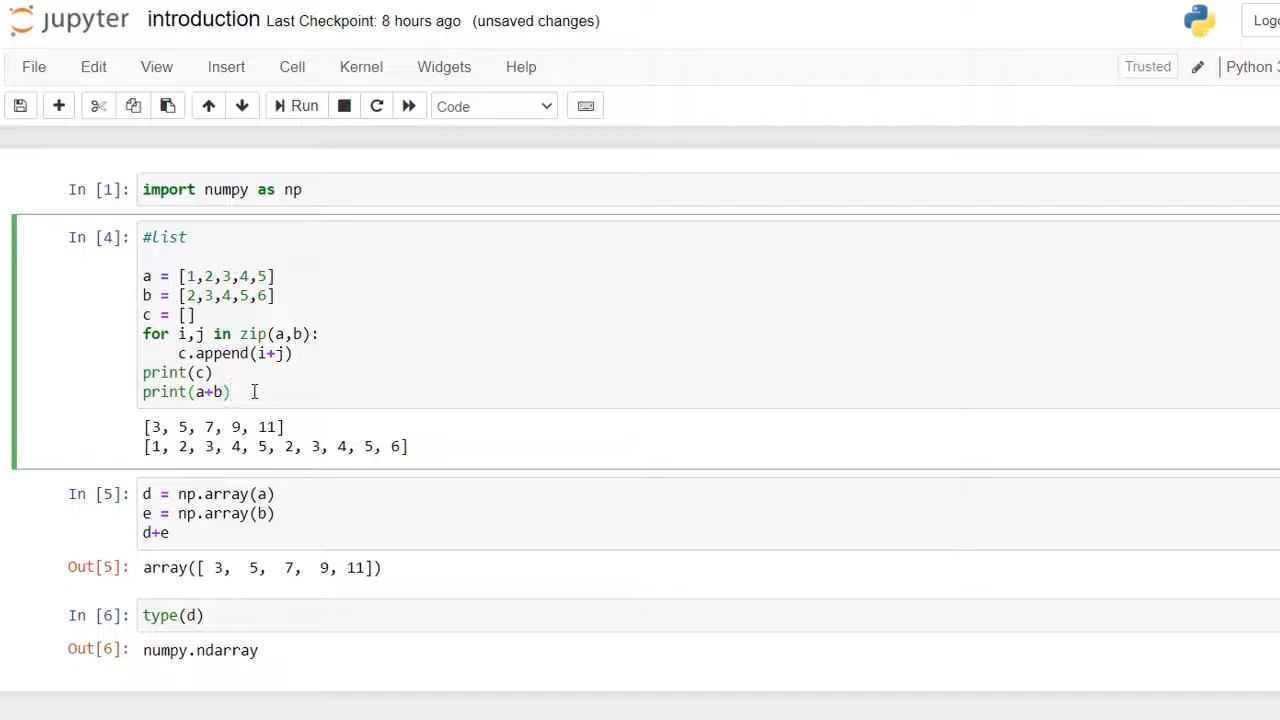 jupyter introduction Last Checkpoint: 8 hours ago (unsaved changes)
File Edit View Insert Cell Kernel Widgets Help Trusted Python 3
Run Code
In [1]: import numpy as np
In [4]: #list
a = [1,2,3,4,5]
b = [2,3,4,5,6]
c = []
for i,j in zip(a,b):
    c.append(i+j)
print(c)
print(a+b)
[3, 5, 7, 9, 11]
[1, 2, 3, 4, 5, 2, 3, 4, 5, 6]
In [5]: d = np.array(a)
e = np.array(b)
d+e
Out[5]: array([ 3,  5,  7,  9, 11])
In [6]: type(d)
Out[6]: numpy.ndarray